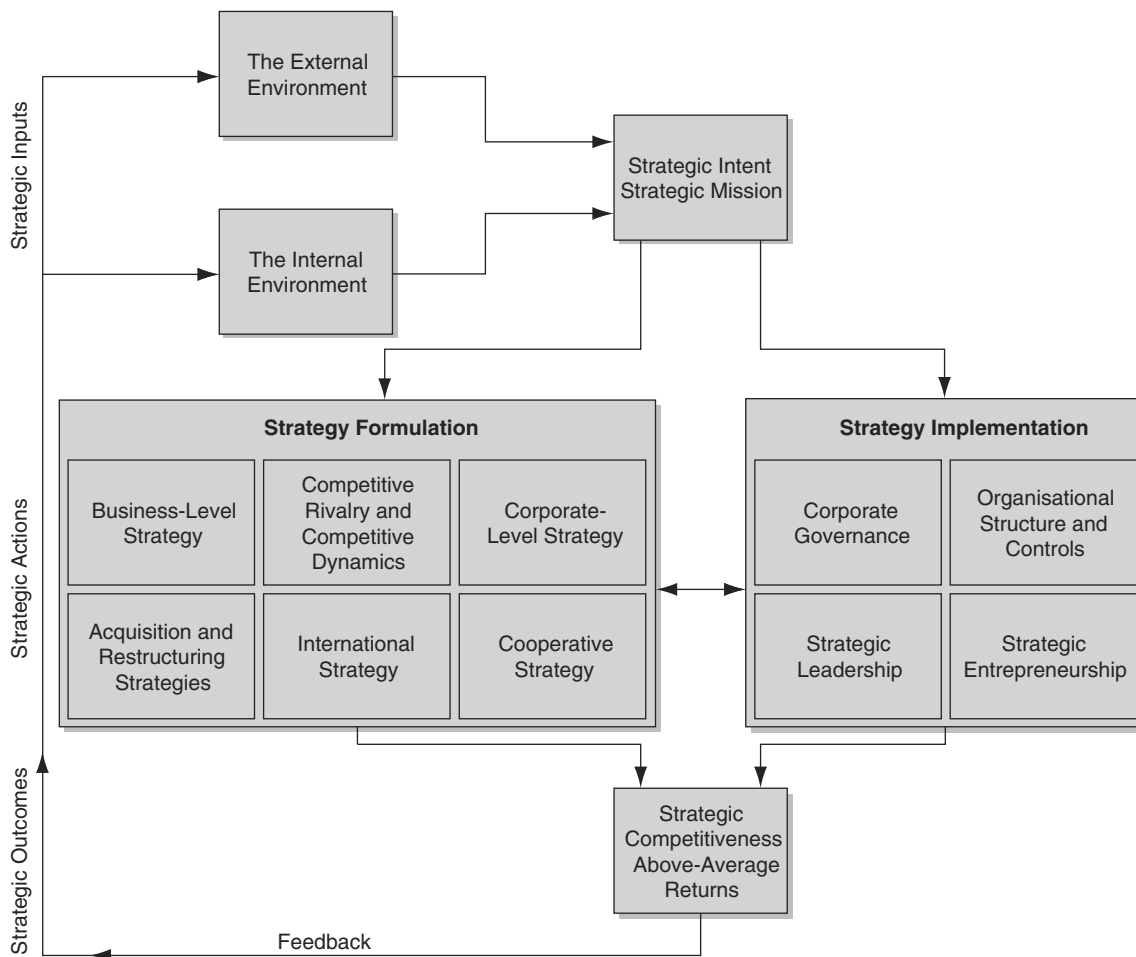 Strategic Inputs
The External
Environment
Strategic Intent
Strategic Mission
The Internal
Environment
Strategic Actions
Strategy Formulation
Business-Level
Strategy
Competitive
Rivalry and
Competitive
Dynamics
Corporate-
Level Strategy
Acquisition and
Restructuring
Strategies
International
Strategy
Cooperative
Strategy
Strategy Implementation
Corporate
Governance
Organisational
Structure and
Controls
Strategic
Leadership
Strategic
Entrepreneurship
Strategic Outcomes
Strategic
Competitiveness
Above-Average
Returns
Feedback